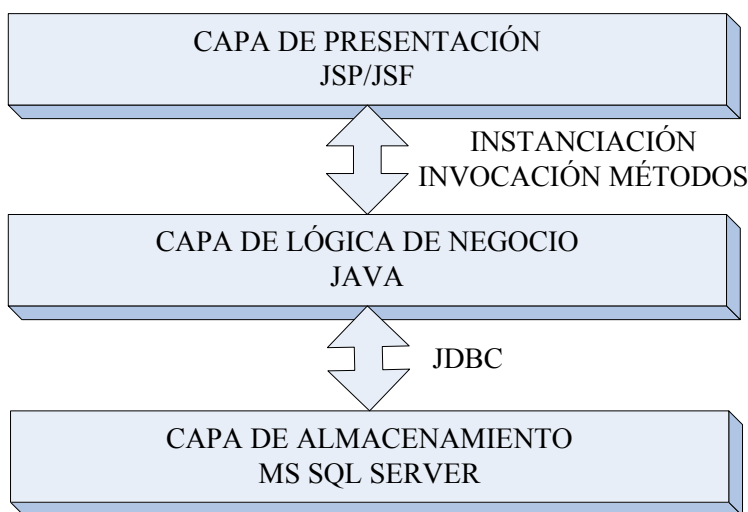 CAPA DE PRESENTACIÓN
JSP/JSF
INSTANCIACIÓN
INVOCACIÓN MÉTODOS
CAPA DE LÓGICA DE NEGOCIO
JAVA
JDBC
CAPA DE ALMACENAMIENTO
MS SQL SERVER